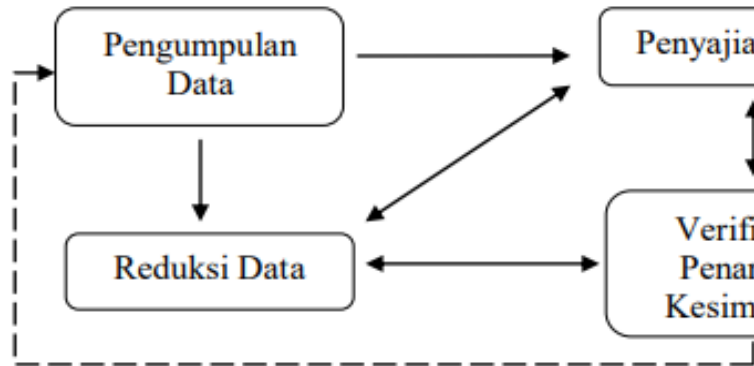 Pengumpulan
Data
Penyajia
Reduksi Data
Verifi
Penar
Kesim